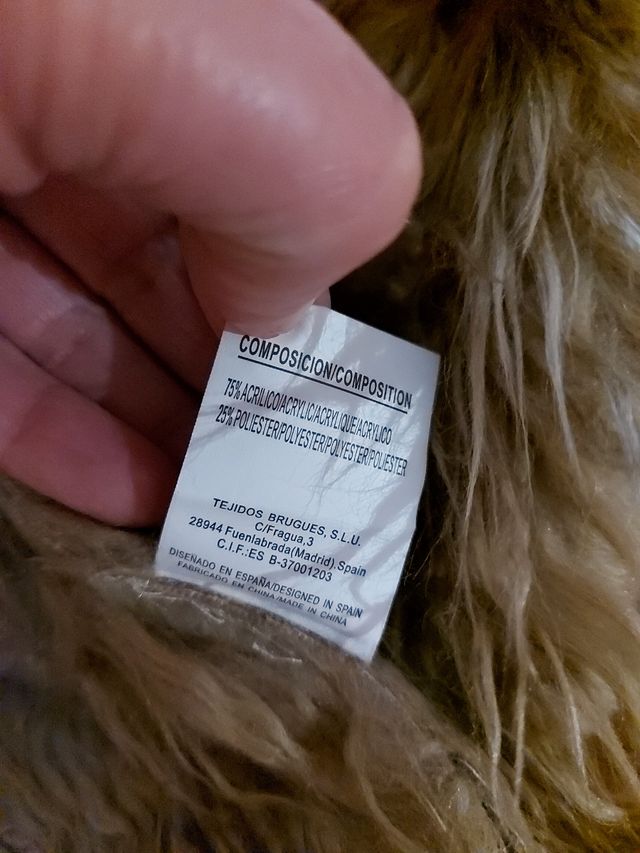 COMPOSICION/COMPOSITION
75% ACRILICO/ACRYLIC/ACRYLIQUE/ACRYLICO
25% POLIESTER/POLYESTER/POLYESTER/POLIESTER
TEJIDOS BRUGUES, S.L.U.
C/Fragua,3
28944 Fuenlabrada(Madrid).Spain
C.I.F.:ES B-37001203
DISEÑADO EN ESPAÑA/DESIGNED IN SPAIN
FABRICADO EN CHINA/MADE IN CHINA